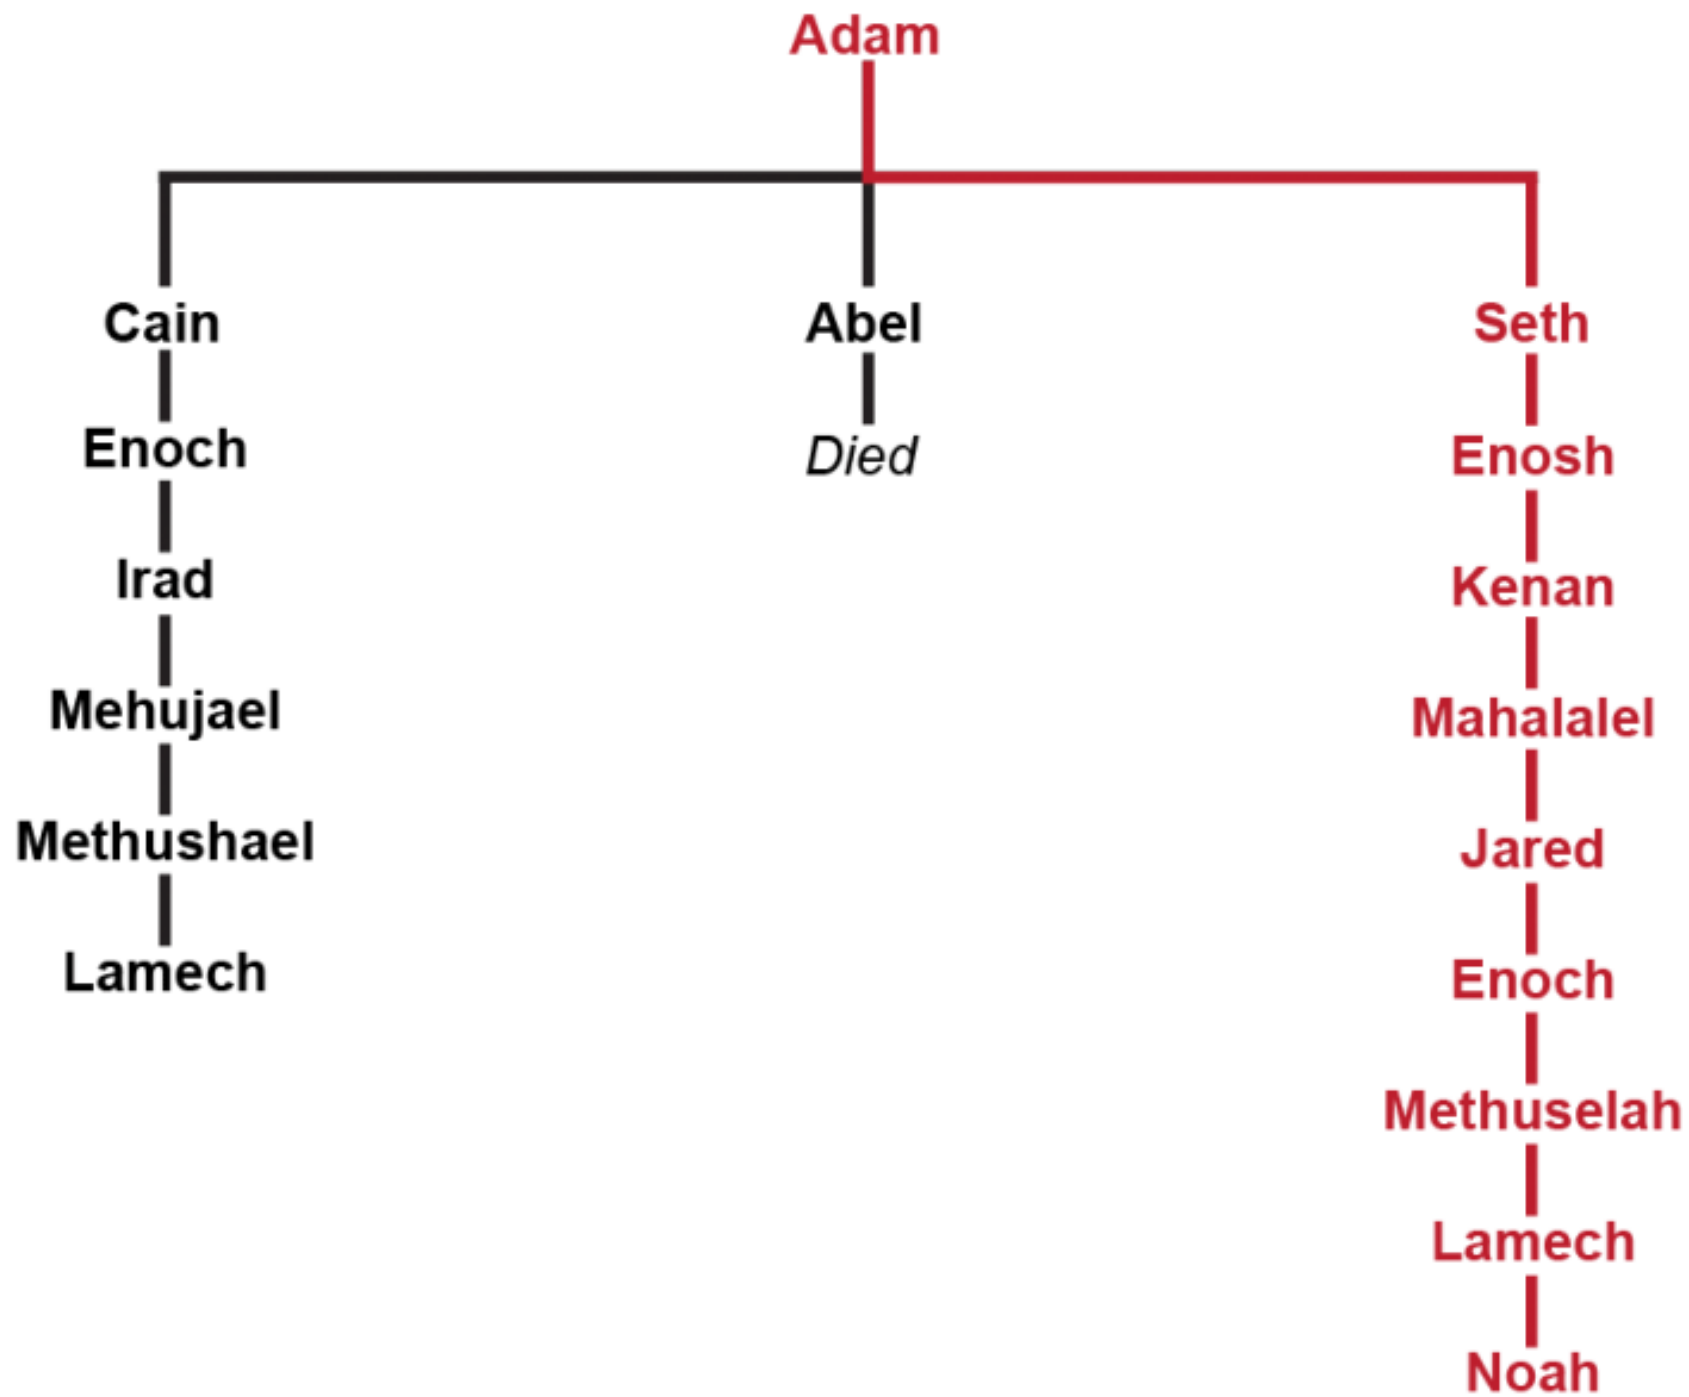 Adam
Cain
Abel
Seth
Enoch
Died
Enosh
Irad
Kenan
Mehujael
Mahalalel
Methushael
Jared
Lamech
Enoch
Methuselah
Lamech
Noah